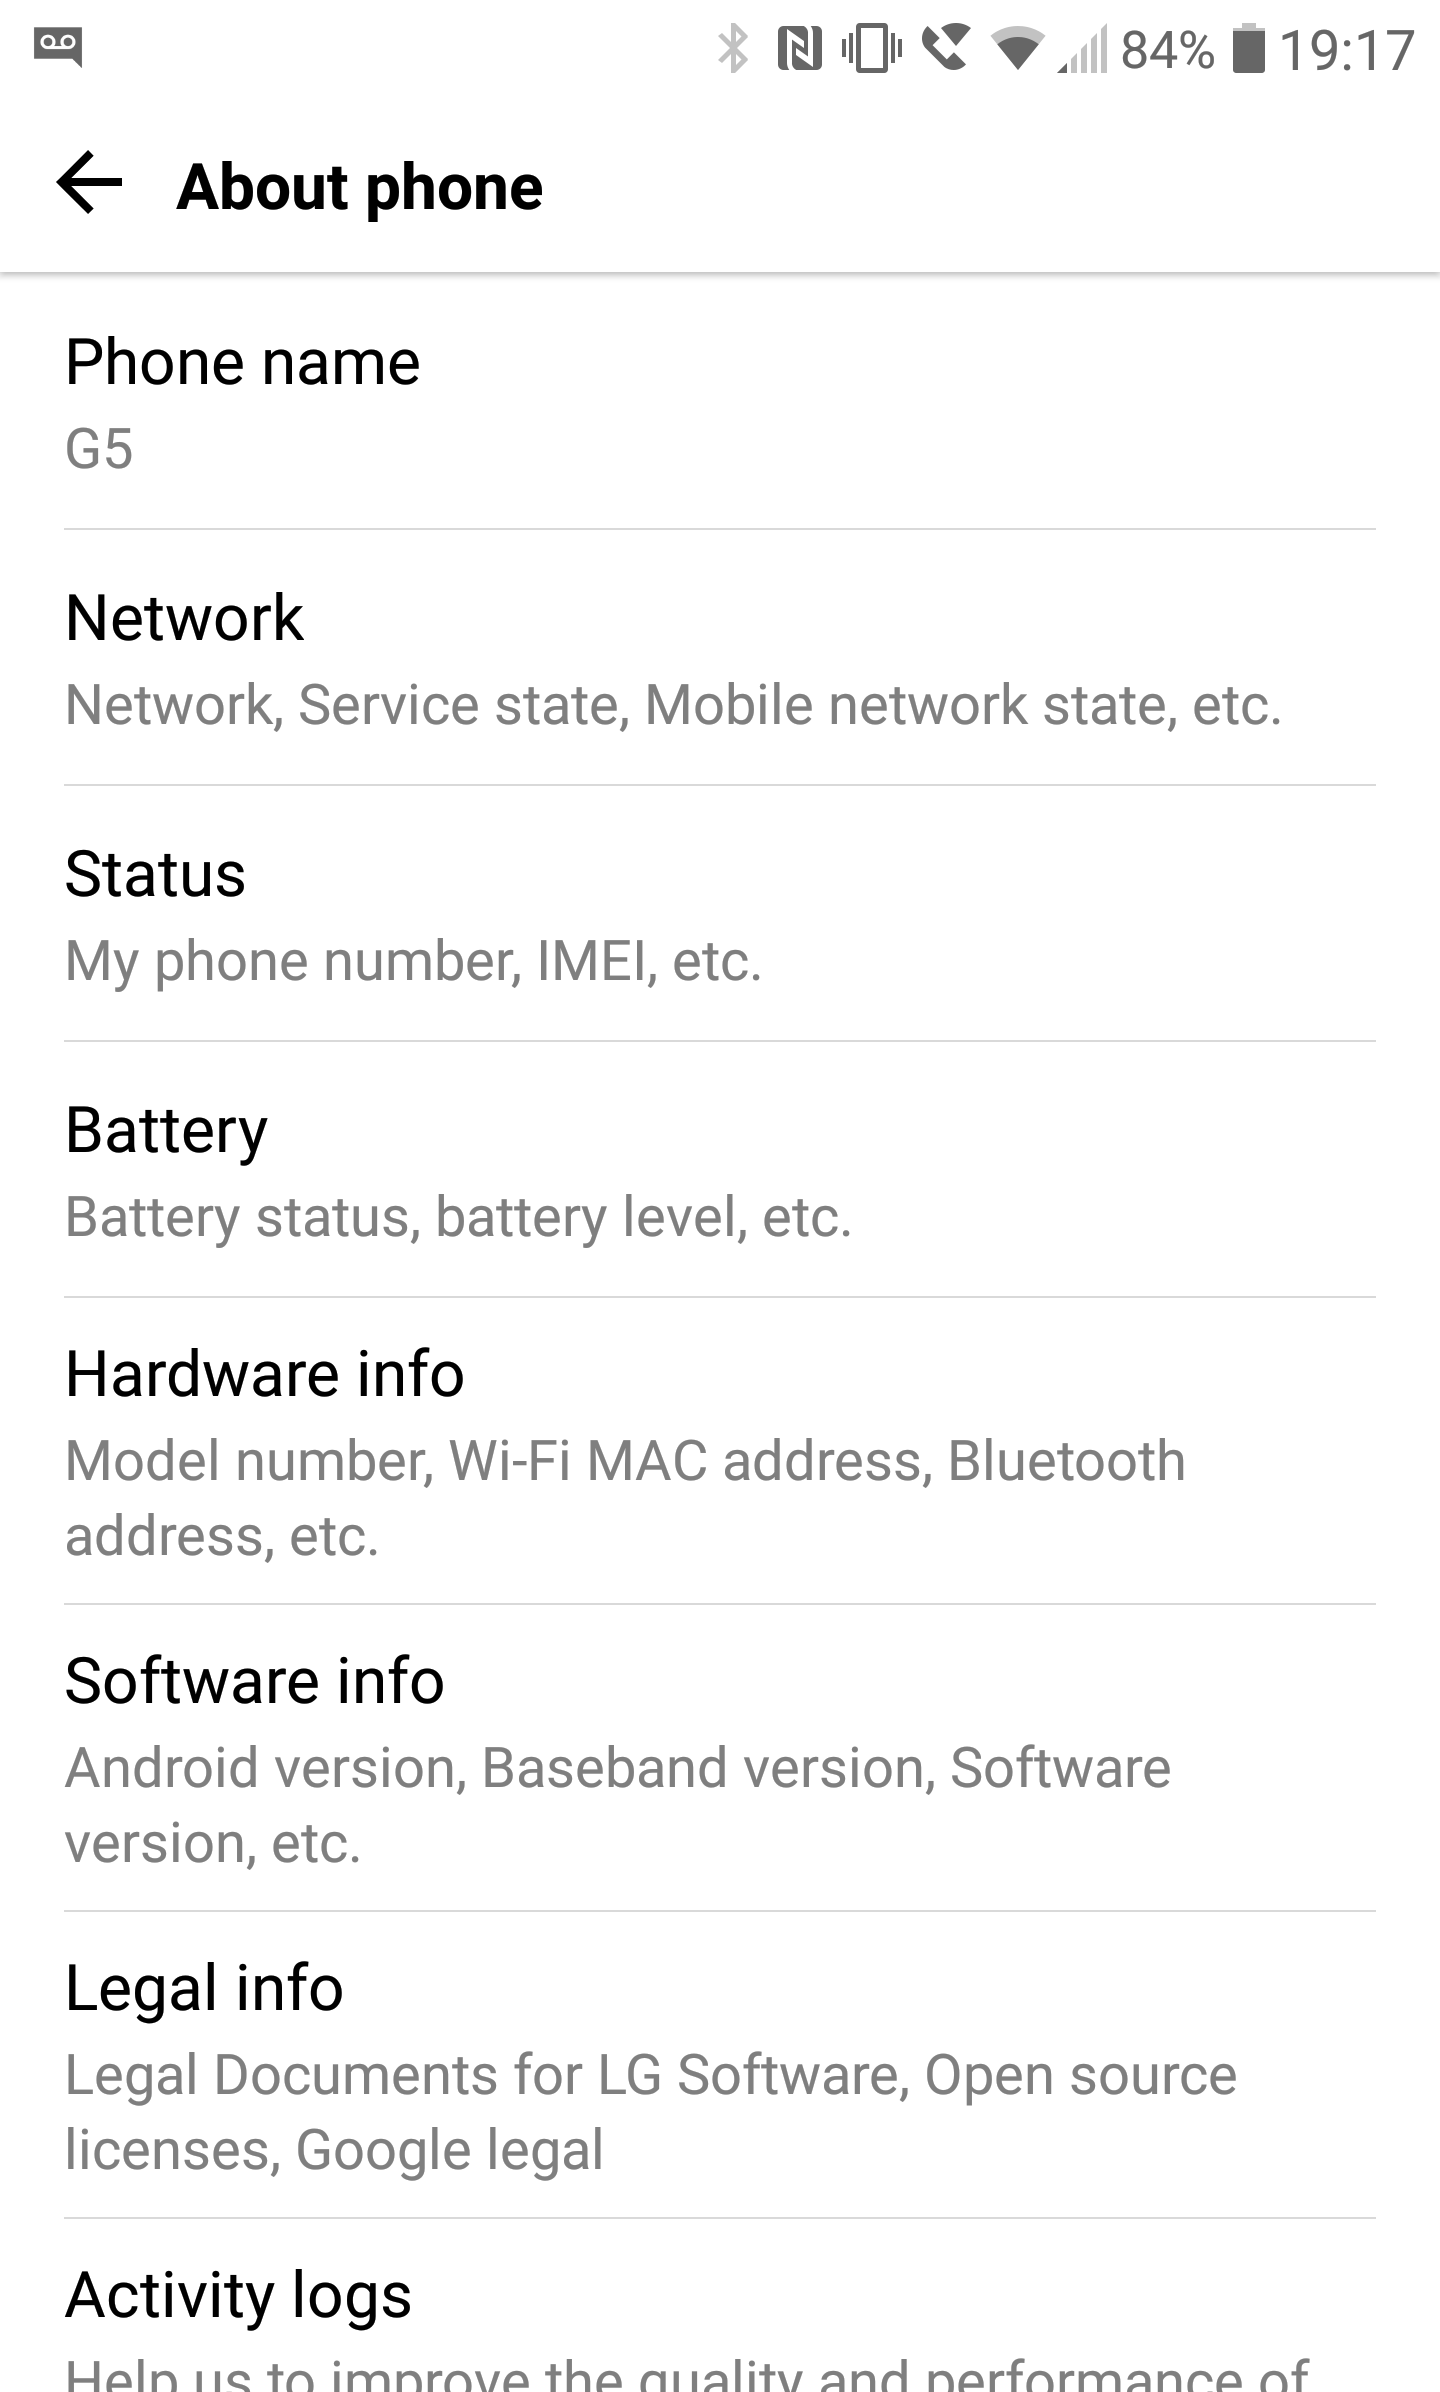 84% 19:17
About phone
Phone name
G5
Network
Network, Service state, Mobile network state, etc.
Status
My phone number, IMEI, etc.
Battery
Battery status, battery level, etc.
Hardware info
Model number, Wi-Fi MAC address, Bluetooth
address, etc.
Software info
Android version, Baseband version, Software
version, etc.
Legal info
Legal Documents for LG Software, Open source
licenses, Google legal
Activity logs
Help us to improve the quality and performance of